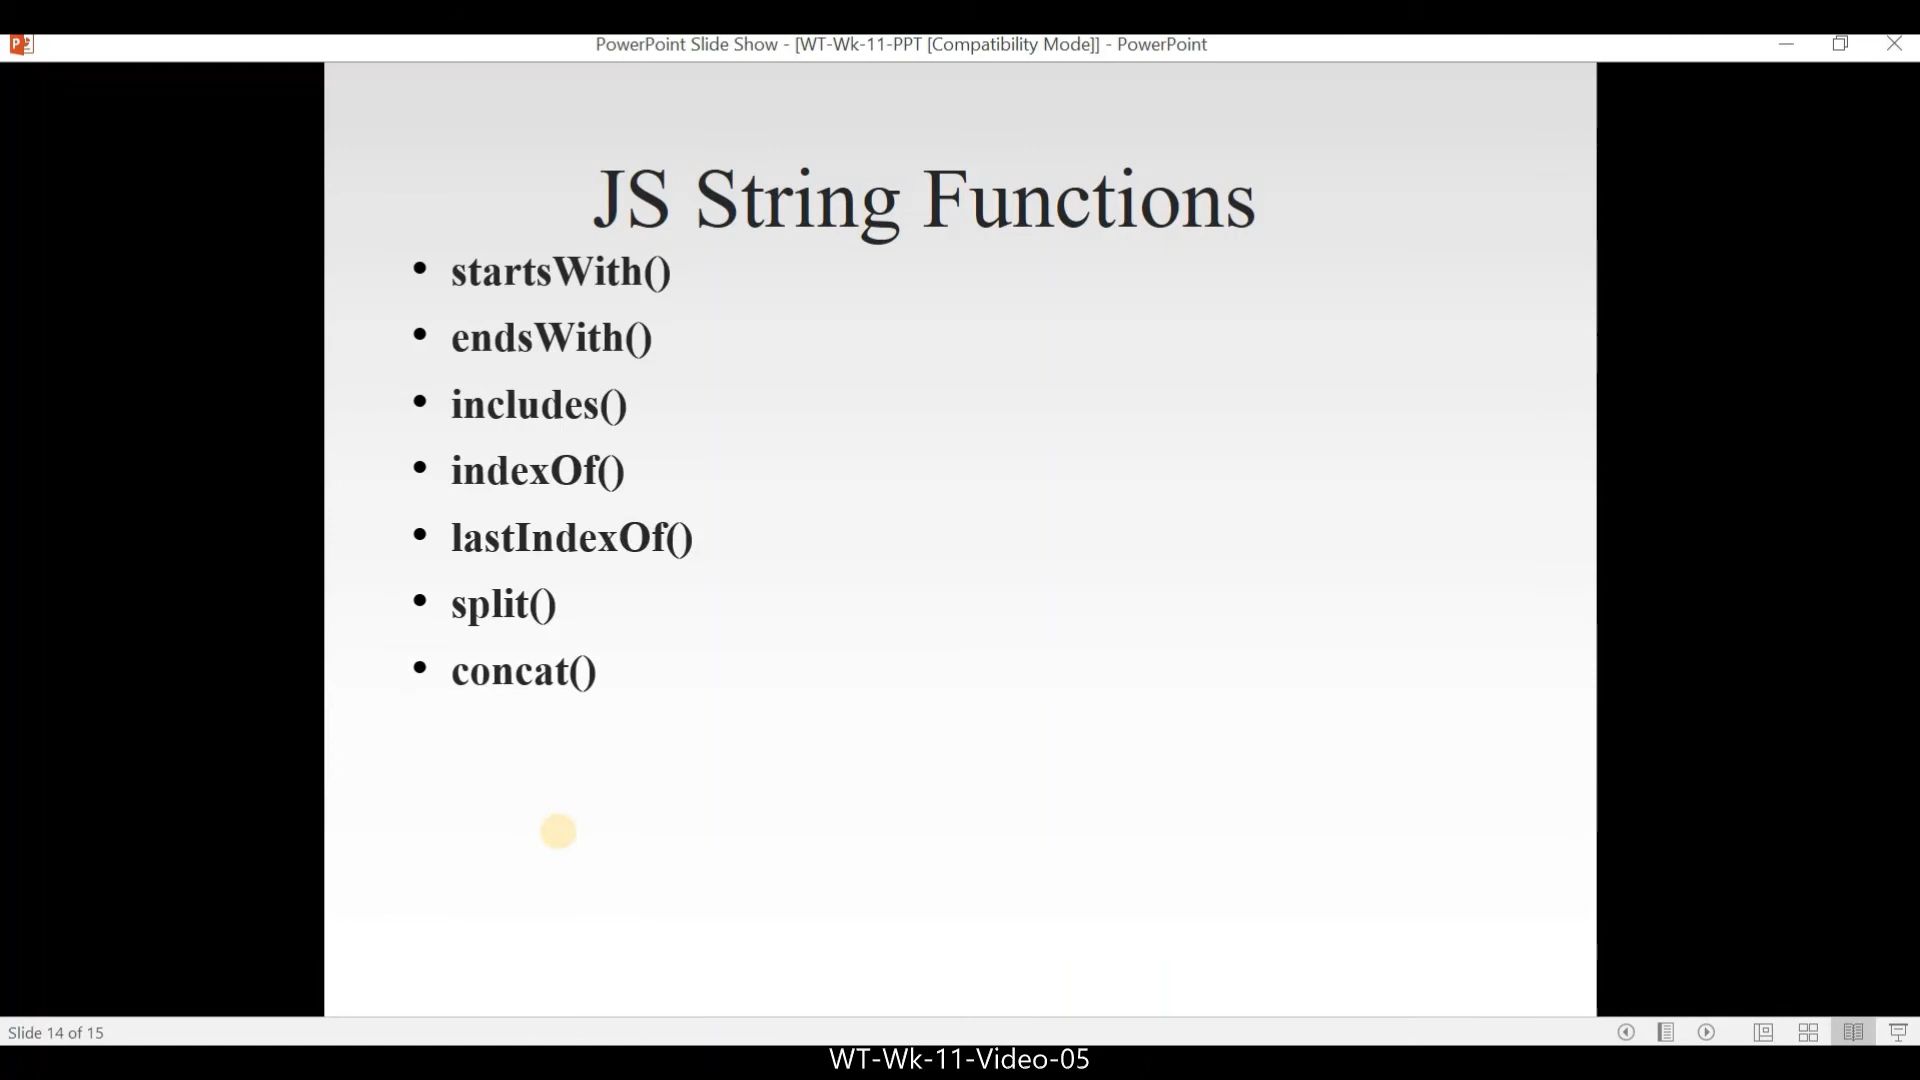 PowerPoint Slide Show - [WT-Wk-11-PPT [Compatibility Mode]] - PowerPoint
JS String Functions
• startsWith()
• endsWith()
• includes()
• indexOf()
• lastIndexOf()
• split()
• concat()
Slide 14 of 15
WT-Wk-11-Video-05